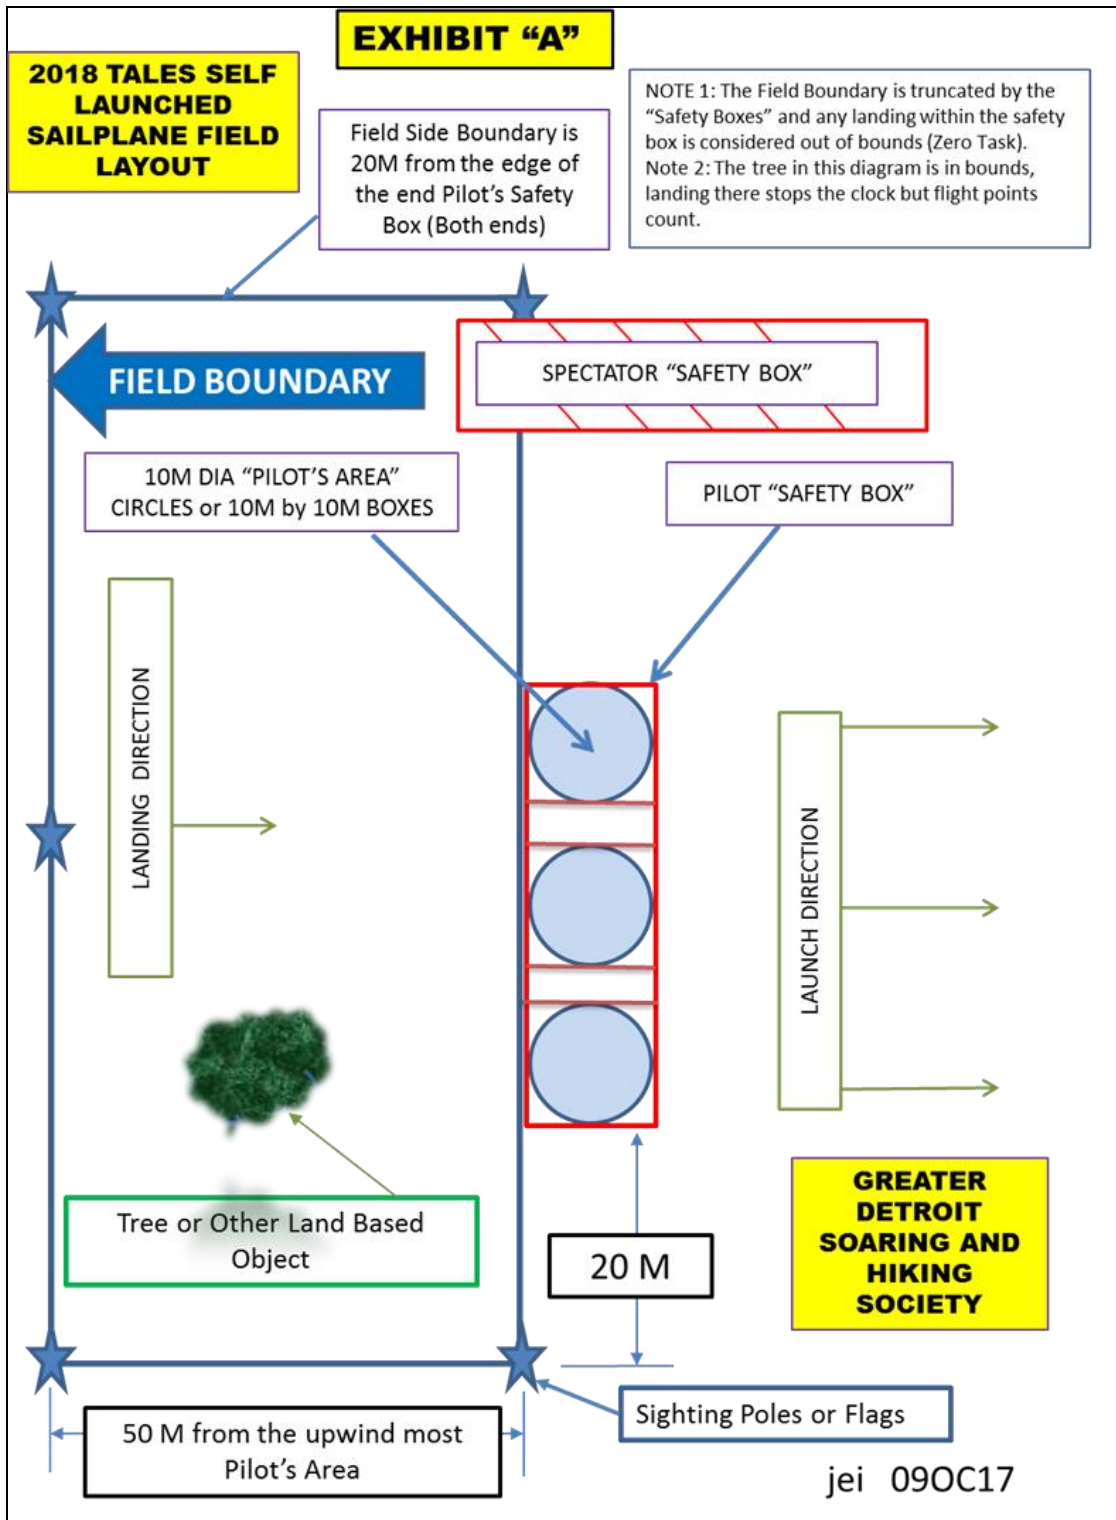 EXHIBIT “A”
2018 TALES SELF
LAUNCHED
SAILPLANE FIELD
LAYOUT
Field Side Boundary is
20M from the edge of
the end Pilot’s Safety
Box (Both ends)
NOTE 1: The Field Boundary is truncated by the
“Safety Boxes” and any landing within the safety
box is considered out of bounds (Zero Task).
Note 2: The tree in this diagram is in bounds,
landing there stops the clock but flight points
count.
FIELD BOUNDARY
SPECTATOR “SAFETY BOX”
10M DIA “PILOT’S AREA”
CIRCLES or 10M by 10M BOXES
PILOT “SAFETY BOX”
LANDING DIRECTION
LAUNCH DIRECTION
Tree or Other Land Based
Object
20 M
GREATER
DETROIT
SOARING AND
HIKING
SOCIETY
50 M from the upwind most
Pilot’s Area
Sighting Poles or Flags
jei 09OC17